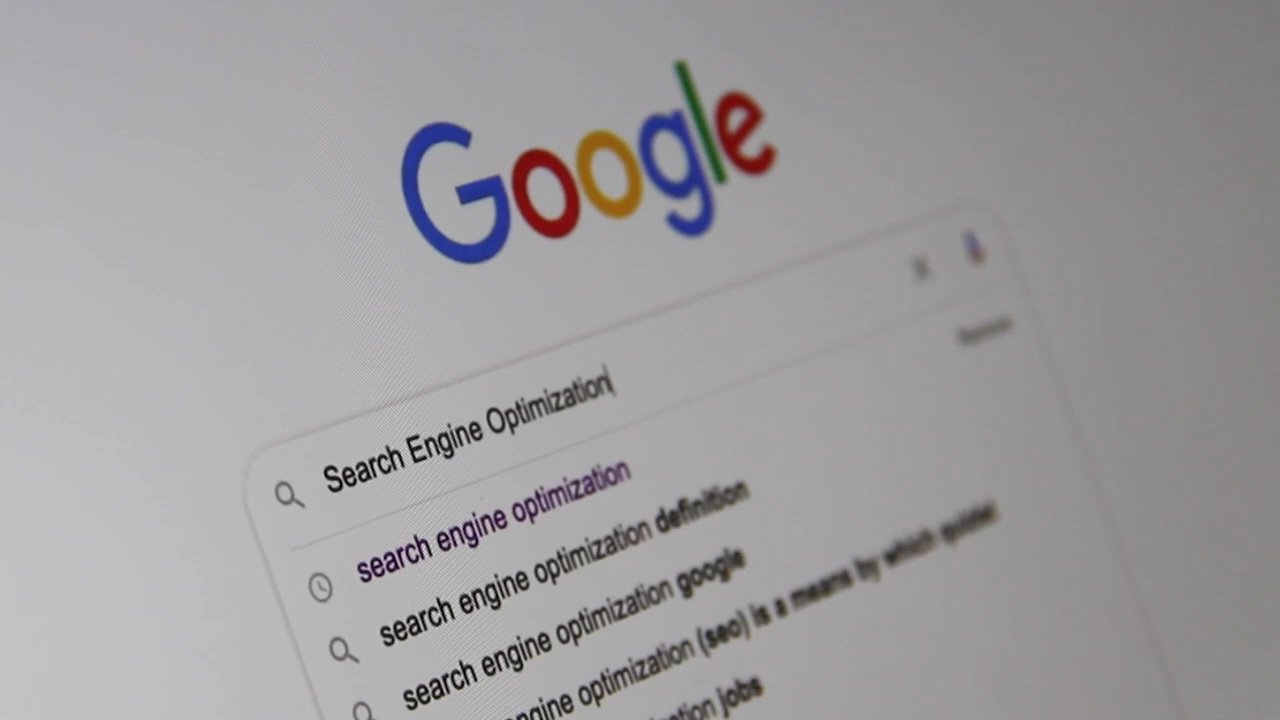 Google
Search Engine Optimization
search engine optimization
search engine optimization definition
search engine optimization google
engine optimization (seo) is a means by which quizlet
jobs